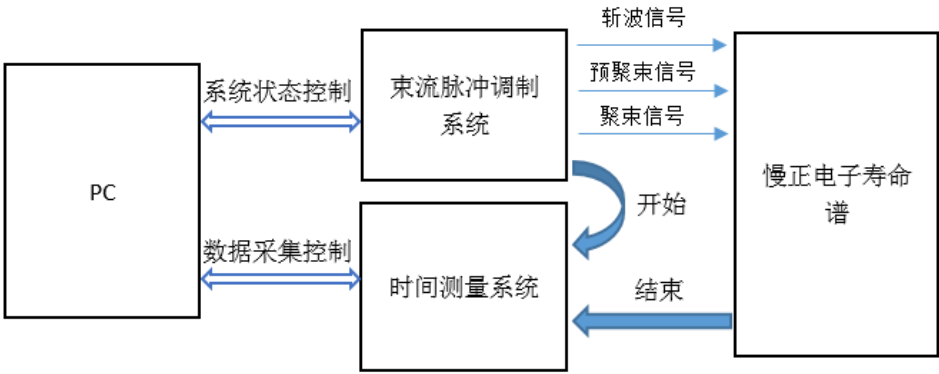 斩波信号
预聚束信号
聚束信号
系统状态控制
束流脉冲调制
系统
PC
慢正电子寿命
谱
开始
数据采集控制
时间测量系统
结束